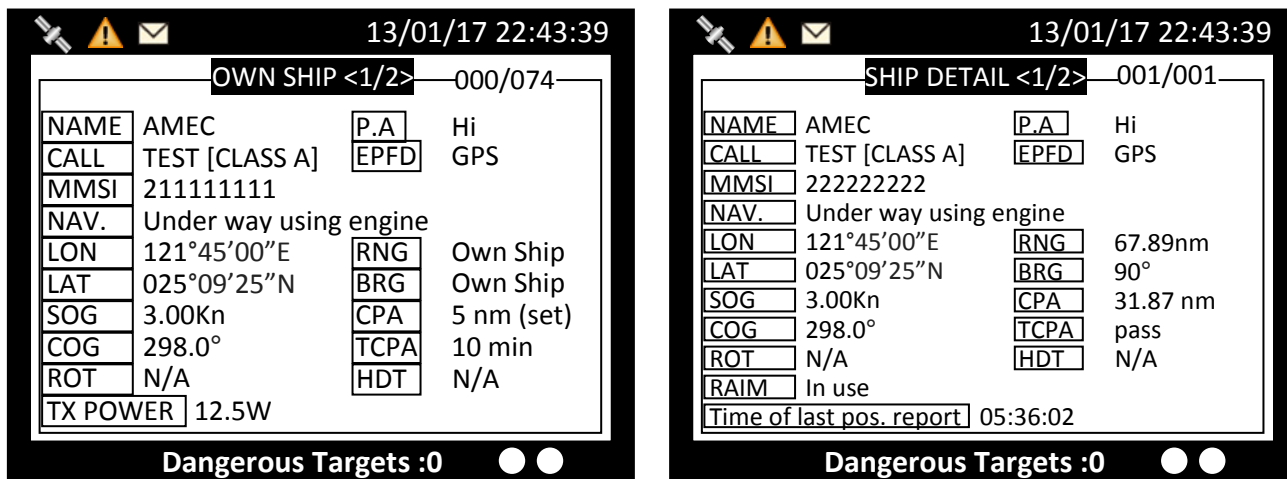 13/01/17 22:43:39
OWN SHIP <1/2> 000/074
NAME AMEC P.A Hi
CALL TEST [CLASS A] EPFD GPS
MMSI 211111111
NAV. Under way using engine
LON 121°45’00”E RNG Own Ship
LAT 025°09’25”N BRG Own Ship
SOG 3.00Kn CPA 5 nm (set)
COG 298.0° TCPA 10 min
ROT N/A HDT N/A
TX POWER 12.5W
Dangerous Targets :0
13/01/17 22:43:39
SHIP DETAIL <1/2> 001/001
NAME AMEC P.A Hi
CALL TEST [CLASS A] EPFD GPS
MMSI 222222222
NAV. Under way using engine
LON 121°45’00”E RNG 67.89nm
LAT 025°09’25”N BRG 90°
SOG 3.00Kn CPA 31.87 nm
COG 298.0° TCPA pass
ROT N/A HDT N/A
RAIM In use
Time of last pos. report 05:36:02
Dangerous Targets :0